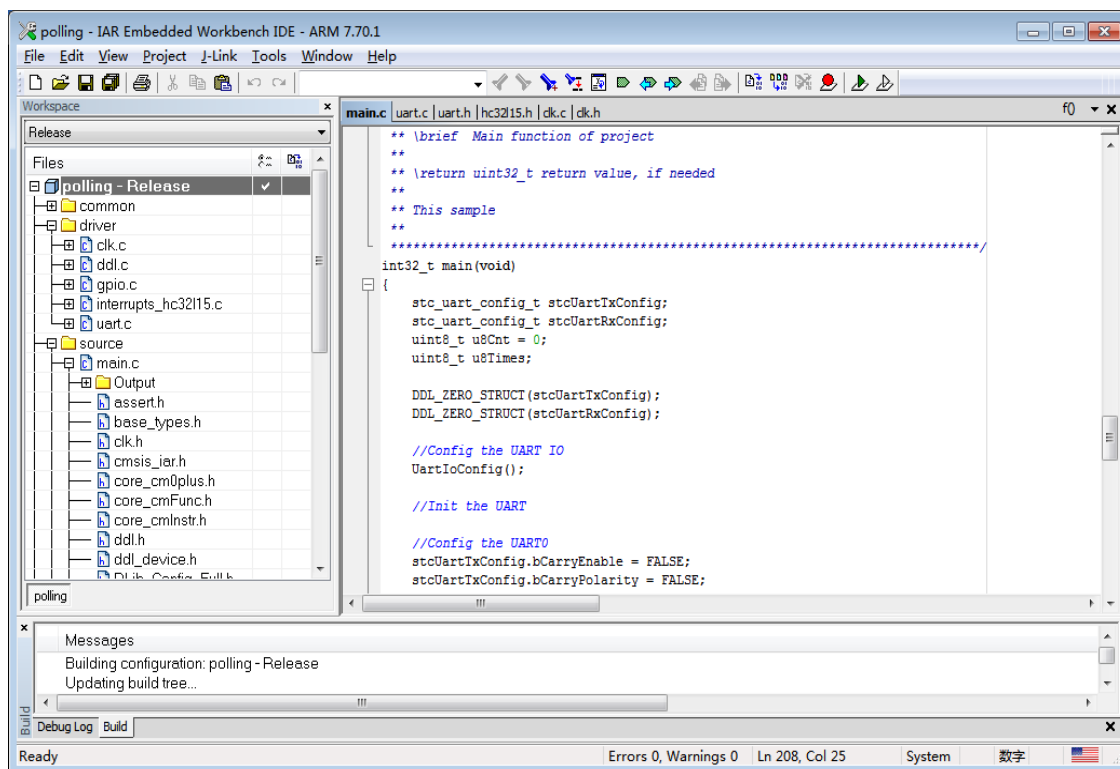 polling - IAR Embedded Workbench IDE - ARM 7.70.1
File Edit View Project J-Link Tools Window Help
Workspace
Release
Files
polling - Release
common
driver
clk.c
ddl.c
gpio.c
interrupts_hc32l15.c
uart.c
source
main.c
Output
assert.h
base_types.h
clk.h
cmsis_iar.h
core_cm0plus.h
core_cmFunc.h
core_cmInstr.h
ddl.h
ddl_device.h
DLib_Config_Full.h
polling
main.c uart.c uart.h hc32l15.h clk.c clk.h f()
** \brief Main function of project
**
** \return uint32_t return value, if needed
**
** This sample
**
******************************************************************************/
int32_t main(void)
{
stc_uart_config_t stcUartTxConfig;
stc_uart_config_t stcUartRxConfig;
uint8_t u8Cnt = 0;
uint8_t u8Times;
DDL_ZERO_STRUCT(stcUartTxConfig);
DDL_ZERO_STRUCT(stcUartRxConfig);
//Config the UART IO
UartIoConfig();
//Init the UART
//Config the UART0
stcUartTxConfig.bCarryEnable = FALSE;
stcUartTxConfig.bCarryPolarity = FALSE;
Messages
Building configuration: polling - Release
Updating build tree...
Build
Debug Log Build
Ready Errors 0, Warnings 0 Ln 208, Col 25 System 数字